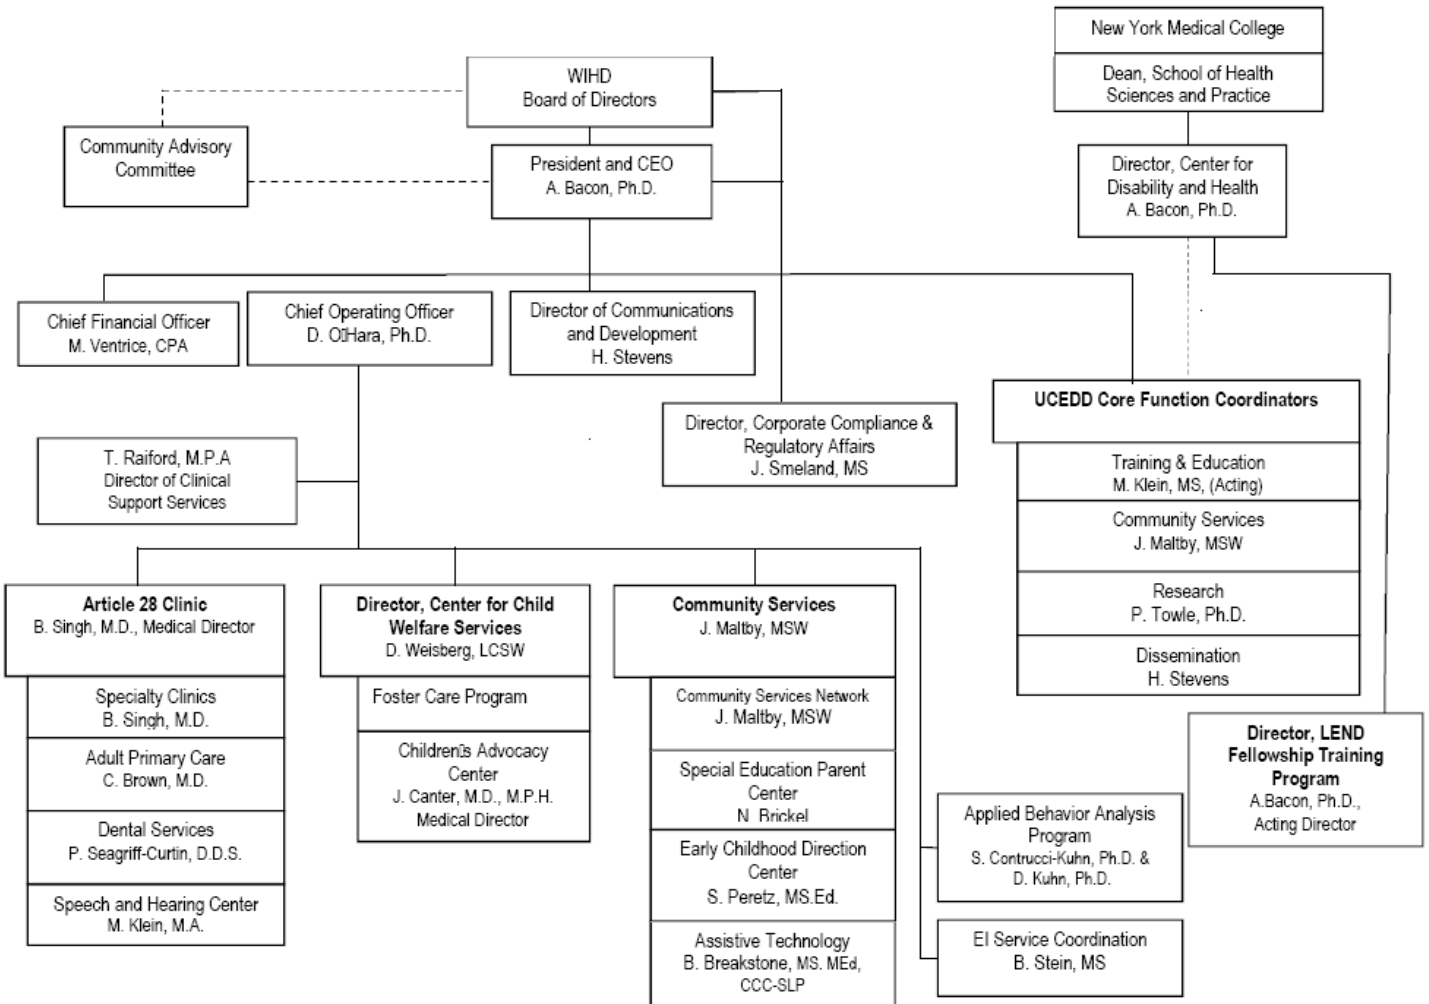 New York Medical College
Dean, School of Health
Sciences and Practice
WIHD
Board of Directors
Community Advisory
Committee
President and CEO
A. Bacon, Ph.D.
Director, Center for
Disability and Health
A. Bacon, Ph.D.
Chief Financial Officer
M. Ventrice, CPA
Chief Operating Officer
D. O▯Hara, Ph.D.
Director of Communications
and Development
H. Stevens
Director, Corporate Compliance &
Regulatory Affairs
J. Smeland, MS
UCEDD Core Function Coordinators
Training & Education
M. Klein, MS, (Acting)
Community Services
J. Maltby, MSW
Research
P. Towle, Ph.D.
Dissemination
H. Stevens
T. Raiford, M.P.A
Director of Clinical
Support Services
Article 28 Clinic
B. Singh, M.D., Medical Director
Specialty Clinics
B. Singh, M.D.
Adult Primary Care
C. Brown, M.D.
Dental Services
P. Seagriff-Curtin, D.D.S.
Speech and Hearing Center
M. Klein, M.A.
Director, Center for Child
Welfare Services
D. Weisberg, LCSW
Foster Care Program
Children▯s Advocacy
Center
J. Canter, M.D., M.P.H.
Medical Director
Community Services
J. Maltby, MSW
Community Services Network
J. Maltby, MSW
Special Education Parent
Center
N. Brickel
Early Childhood Direction
Center
S. Peretz, MS.Ed.
Assistive Technology
B. Breakstone, MS. MEd,
CCC-SLP
Applied Behavior Analysis
Program
S. Contrucci-Kuhn, Ph.D. &
D. Kuhn, Ph.D.
EI Service Coordination
B. Stein, MS
Director, LEND
Fellowship Training
Program
A.Bacon, Ph.D.,
Acting Director